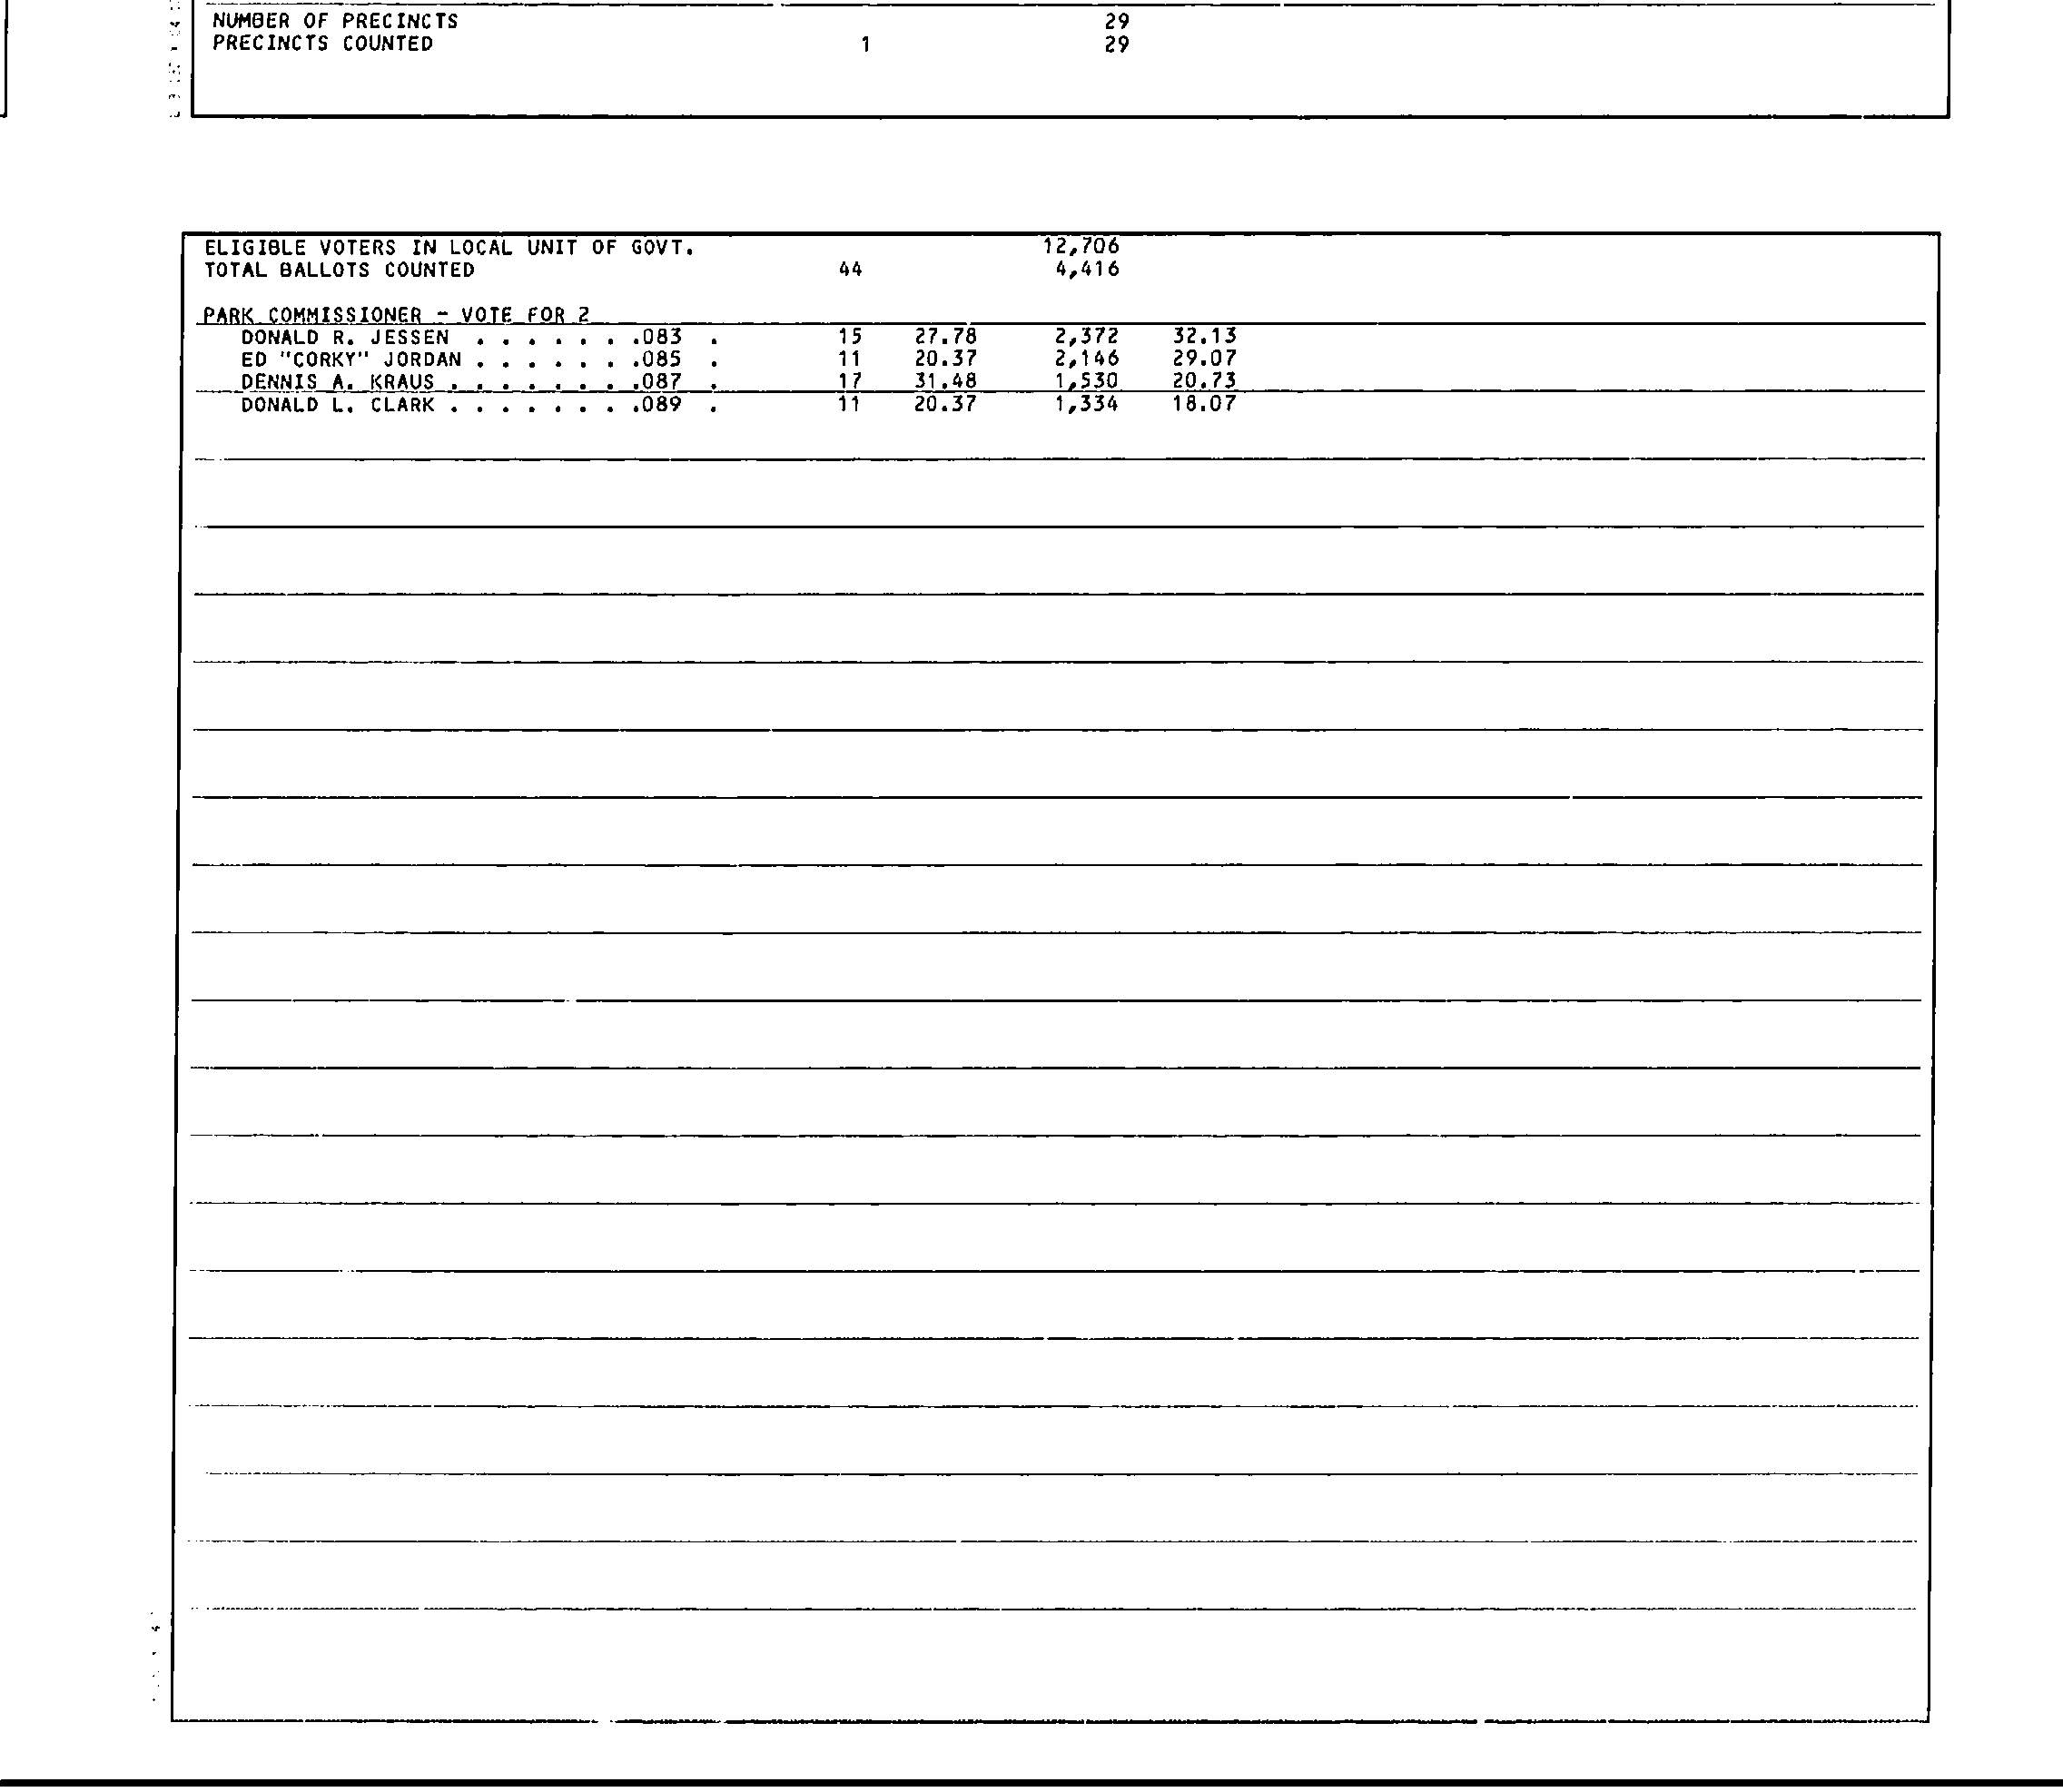 NUMBER OF PRECINCTS 29
PRECINCTS COUNTED 1 29
ELIGIBLE VOTERS IN LOCAL UNIT OF GOVT. 12,706
TOTAL BALLOTS COUNTED 44 4,416
PARK COMMISSIONER - VOTE FOR 2
DONALD R. JESSEN . . . . . . .083 . 15 27.78 2,372 32.13
ED "CORKY" JORDAN . . . . . . .085 . 11 20.37 2,146 29.07
DENNIS A. KRAUS . . . . . . . .087 . 17 31.48 1,530 20.73
DONALD L. CLARK . . . . . . . .089 . 11 20.37 1,334 18.07